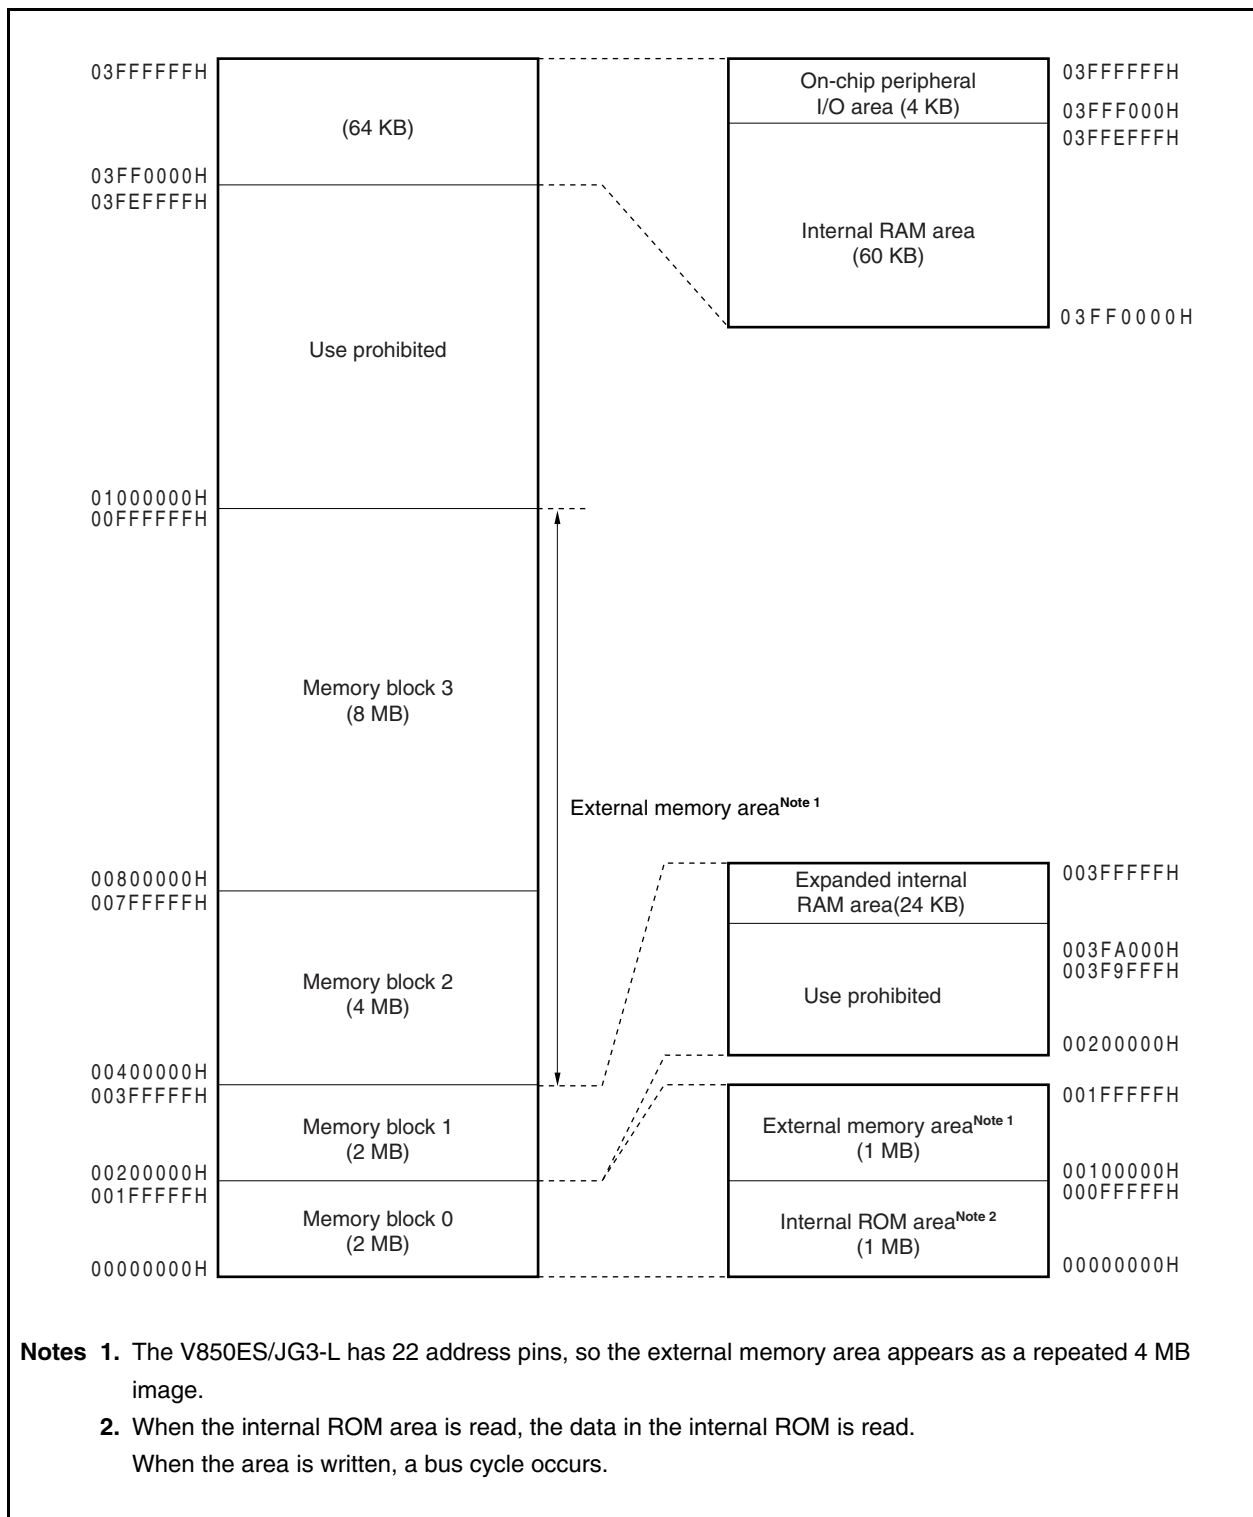 03FFFFFFH
(64 KB)
03FF0000H
03FEFFFFH
Use prohibited
01000000H
00FFFFFFH
Memory block 3
(8 MB)
External memory areaNote 1
00800000H
007FFFFFH
Memory block 2
(4 MB)
00400000H
003FFFFFH
Memory block 1
(2 MB)
00200000H
001FFFFFH
Memory block 0
(2 MB)
00000000H
On-chip peripheral
I/O area (4 KB)
03FFFFFFH
03FFF000H
03FFEFFFH
Internal RAM area
(60 KB)
03FF0000H
Expanded internal
RAM area(24 KB)
003FFFFFH
003FA000H
003F9FFFH
Use prohibited
00200000H
001FFFFFH
External memory areaNote 1
(1 MB)
00100000H
000FFFFFH
Internal ROM areaNote 2
(1 MB)
00000000H
Notes 1. The V850ES/JG3-L has 22 address pins, so the external memory area appears as a repeated 4 MB
image.
2. When the internal ROM area is read, the data in the internal ROM is read.
When the area is written, a bus cycle occurs.